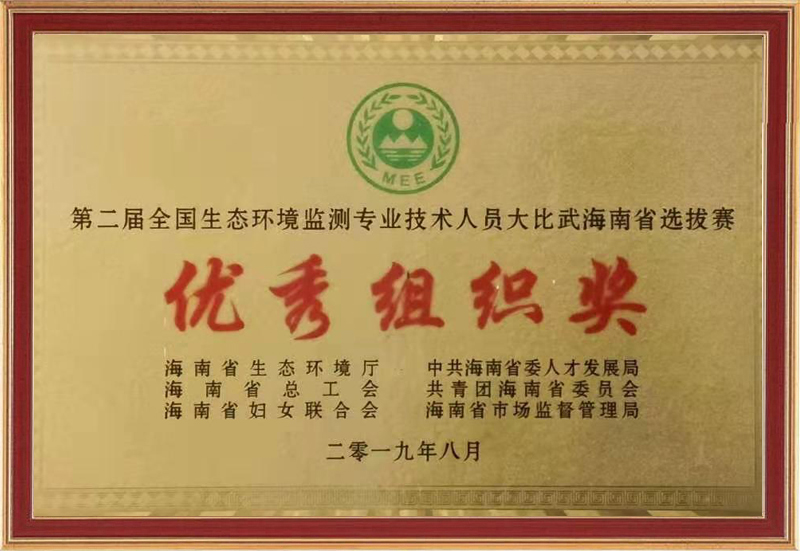 MEE
第二届全国生态环境监测专业技术人员大比武海南省选拔赛
优秀组织奖
海南省生态环境厅 中共海南省委人才发展局
海南省总工会 共青团海南省委员会
海南省妇女联合会 海南省市场监督管理局
二零一九年八月